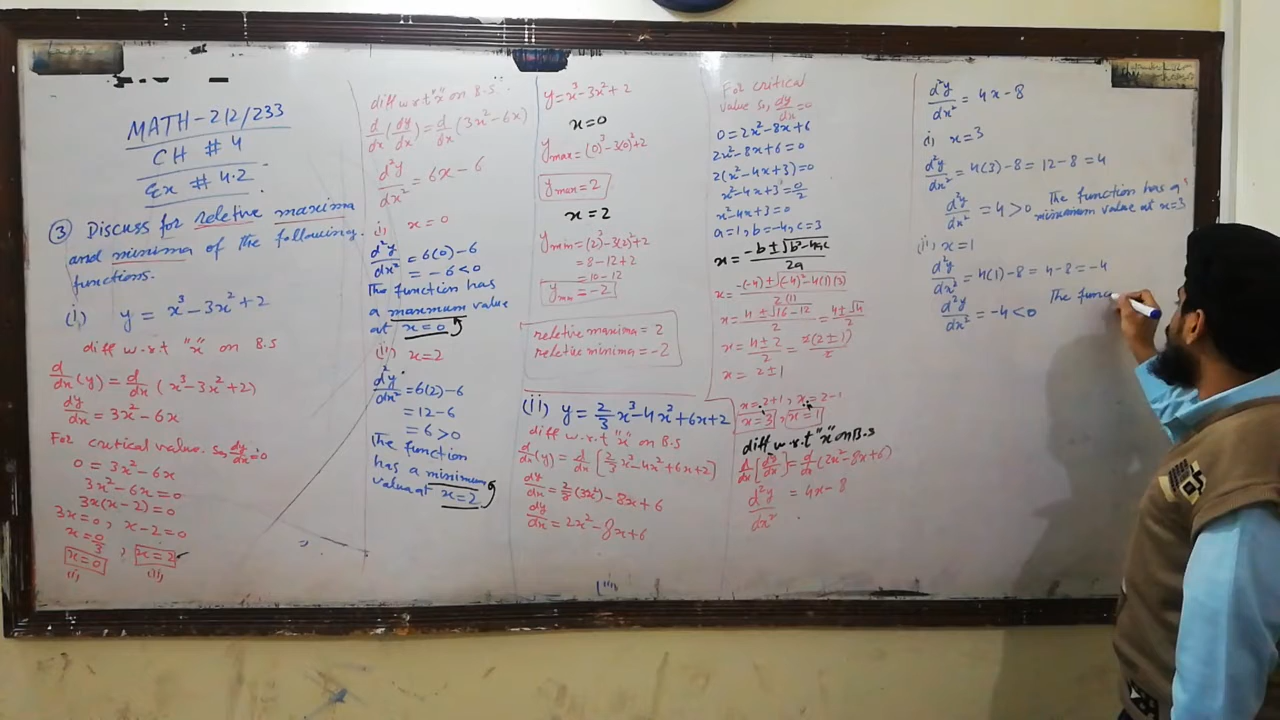 MATH-212/233
CH # 4
Ex # 4.2
③ Discuss for reletive maxima
and minima of the following
functions.
(i) y = x³ - 3x² + 2
diff w.r.t "x" on B.S
d/dx (y) = d/dx (x³ - 3x² + 2)
dy/dx = 3x² - 6x
For critical value. so, dy/dx = 0
0 = 3x² - 6x
3x² - 6x = 0
3x(x - 2) = 0
3x = 0, x - 2 = 0
x = 0/3
x = 0 , x = 2
(i) (ii)
diff w.r.t "x" on B.S
d/dx (dy/dx) = d/dx (3x² - 6x)
d²y/dx² = 6x - 6
(i) x = 0
d²y/dx² = 6(0) - 6
= -6 < 0
The function has
a maximum value
at x = 0
(ii) x = 2
d²y/dx² = 6(2) - 6
= 12 - 6
= 6 > 0
The function
has a minimum
value at x = 2
y = x³ - 3x² + 2
x = 0
y max = (0)³ - 3(0)² + 2
y max = 2
x = 2
y min = (2)³ - 3(2)² + 2
= 8 - 12 + 2
= 10 - 12
y min = -2
reletive maxima = 2
reletive minima = -2
(ii) y = 2/3 x³ - 4x² + 6x + 2
diff w.r.t "x" on B.S
d/dx (y) = d/dx [2/3 x³ - 4x² + 6x + 2]
dy/dx = 2/3 (3x²) - 8x + 6
dy/dx = 2x² - 8x + 6
For critical
value so, dy/dx = 0
0 = 2x² - 8x + 6
2x² - 8x + 6 = 0
2(x² - 4x + 3) = 0
x² - 4x + 3 = 0/2
x² - 4x + 3 = 0
a = 1, b = -4, c = 3
x = -b ± √b² - 4ac / 2a
x = -(-4) ± √(-4)² - 4(1)(3) / 2(1)
x = 4 ± √16 - 12 / 2 = 4 ± √4 / 2
x = 4 ± 2 / 2 = 2(2 ± 1) / 2
x = 2 ± 1
x = 2 + 1, x = 2 - 1
x = 3, x = 1
diff w.r.t "x" on B.S
d/dx [dy/dx] = d/dx (2x² - 8x + 6)
d²y/dx² = 4x - 8
d²y/dx² = 4x - 8
(i) x = 3
d²y/dx² = 4(3) - 8 = 12 - 8 = 4
d²y/dx² = 4 > 0 The function has a
minimum value at x = 3
(ii) x = 1
d²y/dx² = 4(1) - 8 = 4 - 8 = -4
d²y/dx² = -4 < 0 The func